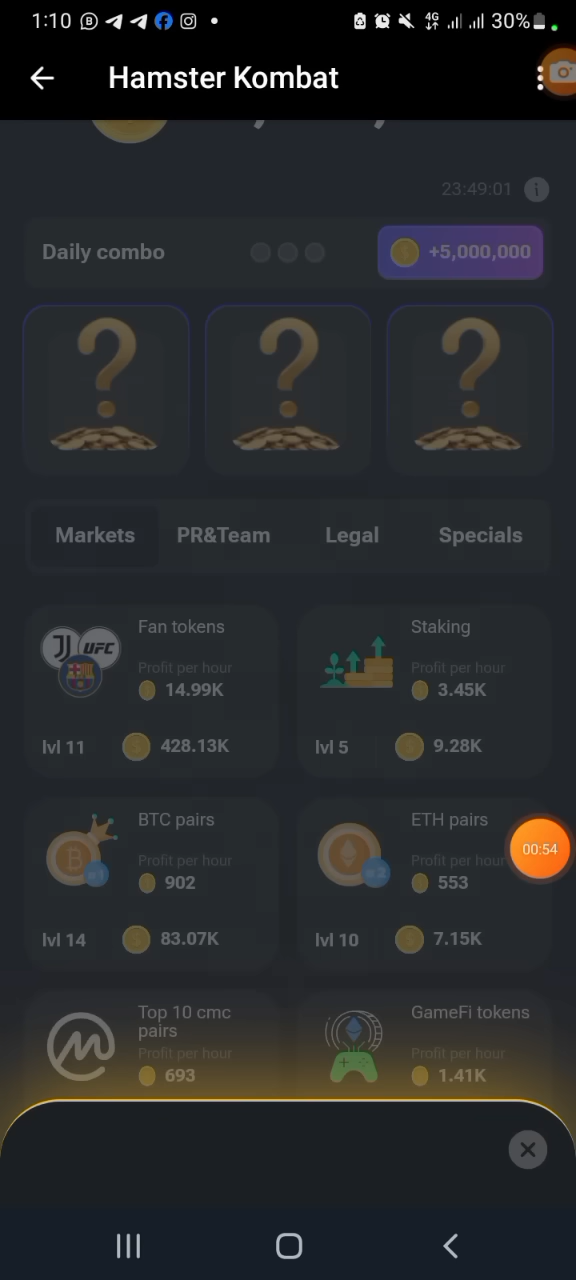 1:10 4G 30%
Hamster Kombat
23:49:01
Daily combo +5,000,000
Markets PR&Team Legal Specials
Fan tokens
Profit per hour
14.99K
lvl 11 428.13K
Staking
Profit per hour
3.45K
lvl 5 9.28K
BTC pairs
Profit per hour
902
lvl 14 83.07K
ETH pairs
Profit per hour
553
lvl 10 7.15K
00:54
Top 10 cmc
pairs
Profit per hour
693
GameFi tokens
Profit per hour
1.41K
UFC
#1
#2